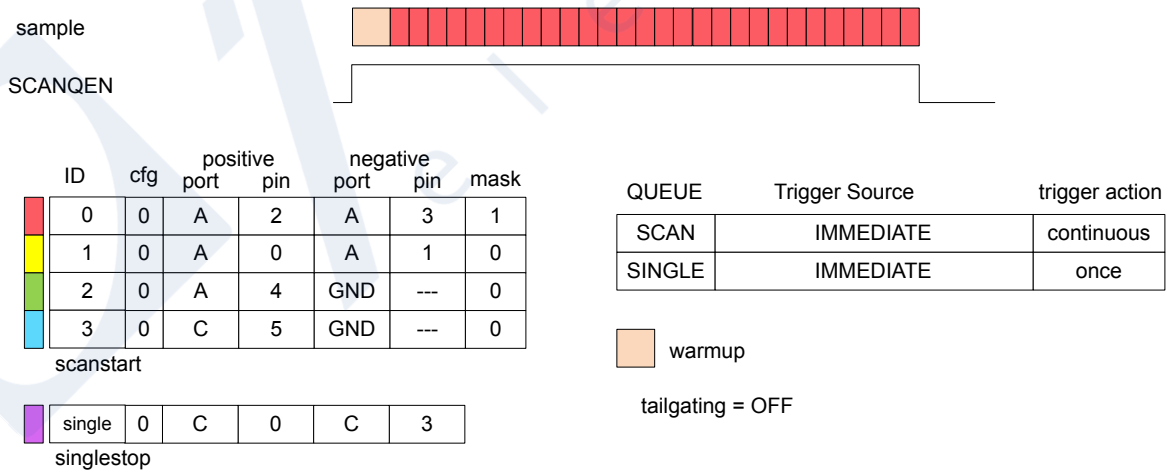 sample
SCANQEN
ID cfg positive port pin negative port pin mask
0 0 A 2 A 3 1
1 0 A 0 A 1 0
2 0 A 4 GND --- 0
3 0 C 5 GND --- 0
scanstart
single 0 C 0 C 3
singlestop
QUEUE Trigger Source trigger action
SCAN IMMEDIATE continuous
SINGLE IMMEDIATE once
warmup
tailgating = OFF